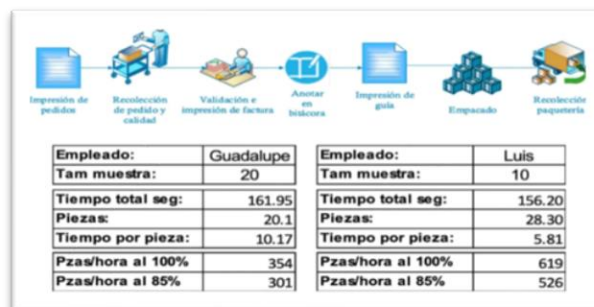 Impresión de pedidos
Recolección de pedido y calidad
Validación e impresión de factura
Anotar en bitácora
Impresión de guía
Empacado
Recolección paquetería
Empleado: Guadalupe
Tam muestra: 20
Tiempo total seg: 161.95
Piezas: 20.1
Tiempo por pieza: 10.17
Pzas/hora al 100% 354
Pzas/hora al 85% 301
Empleado: Luis
Tam muestra: 10
Tiempo total seg: 156.20
Piezas: 28.30
Tiempo por pieza: 5.81
Pzas/hora al 100% 619
Pzas/hora al 85% 526